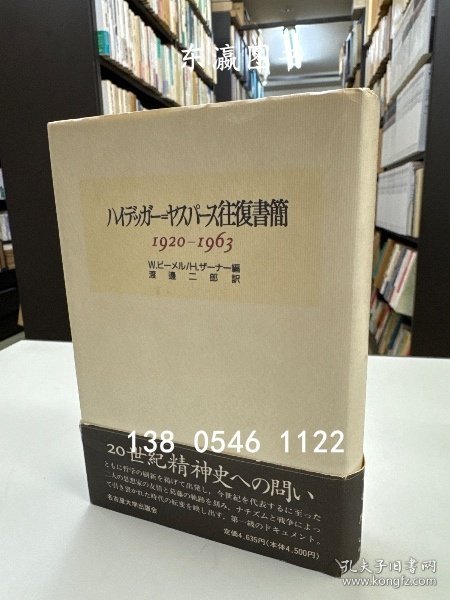 东瀛图书
ハイデッガー=ヤスパース往復書簡
1920-1963
W.ビーメル/H.ザーナー編
渡邊二郎訳
138 0546 1122
20世紀精神史への問い
ともに哲学の刷新を掲げて出発し，今世紀を代表するに至った
二人の思想家の友情と葛藤の軌跡を刻み，ナチズムと戦争によっ
て引き裂かれた時代の転変を映し出す，第一級のドキュメント。
名古屋大学出版会
定価4,635円(本体4,500円)
孔夫子旧书网
www.kongfz.com